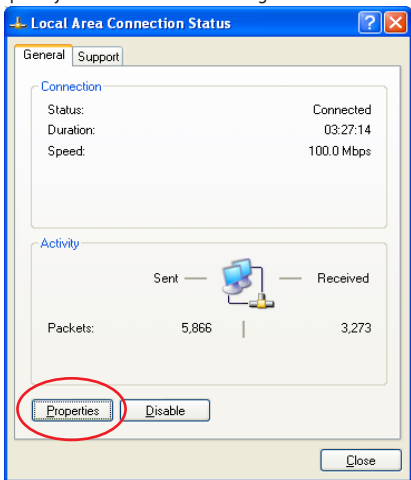 Local Area Connection Status
General Support
Connection
Status: Connected
Duration: 03:27:14
Speed: 100.0 Mbps
Activity
Sent — — Received
Packets: 5,866 | 3,273
Properties Disable
Close